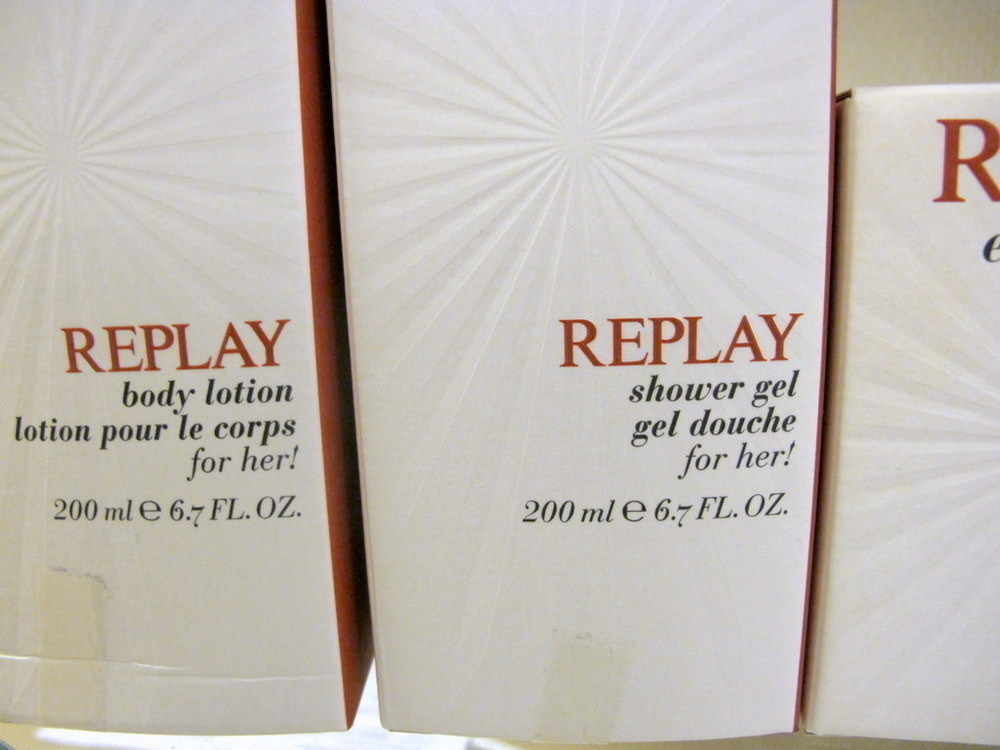 REPLAY
body lotion
lotion pour le corps
for her!
200 ml ℮ 6.7 FL. OZ.
REPLAY
shower gel
gel douche
for her!
200 ml ℮ 6.7 FL. OZ.
R
e